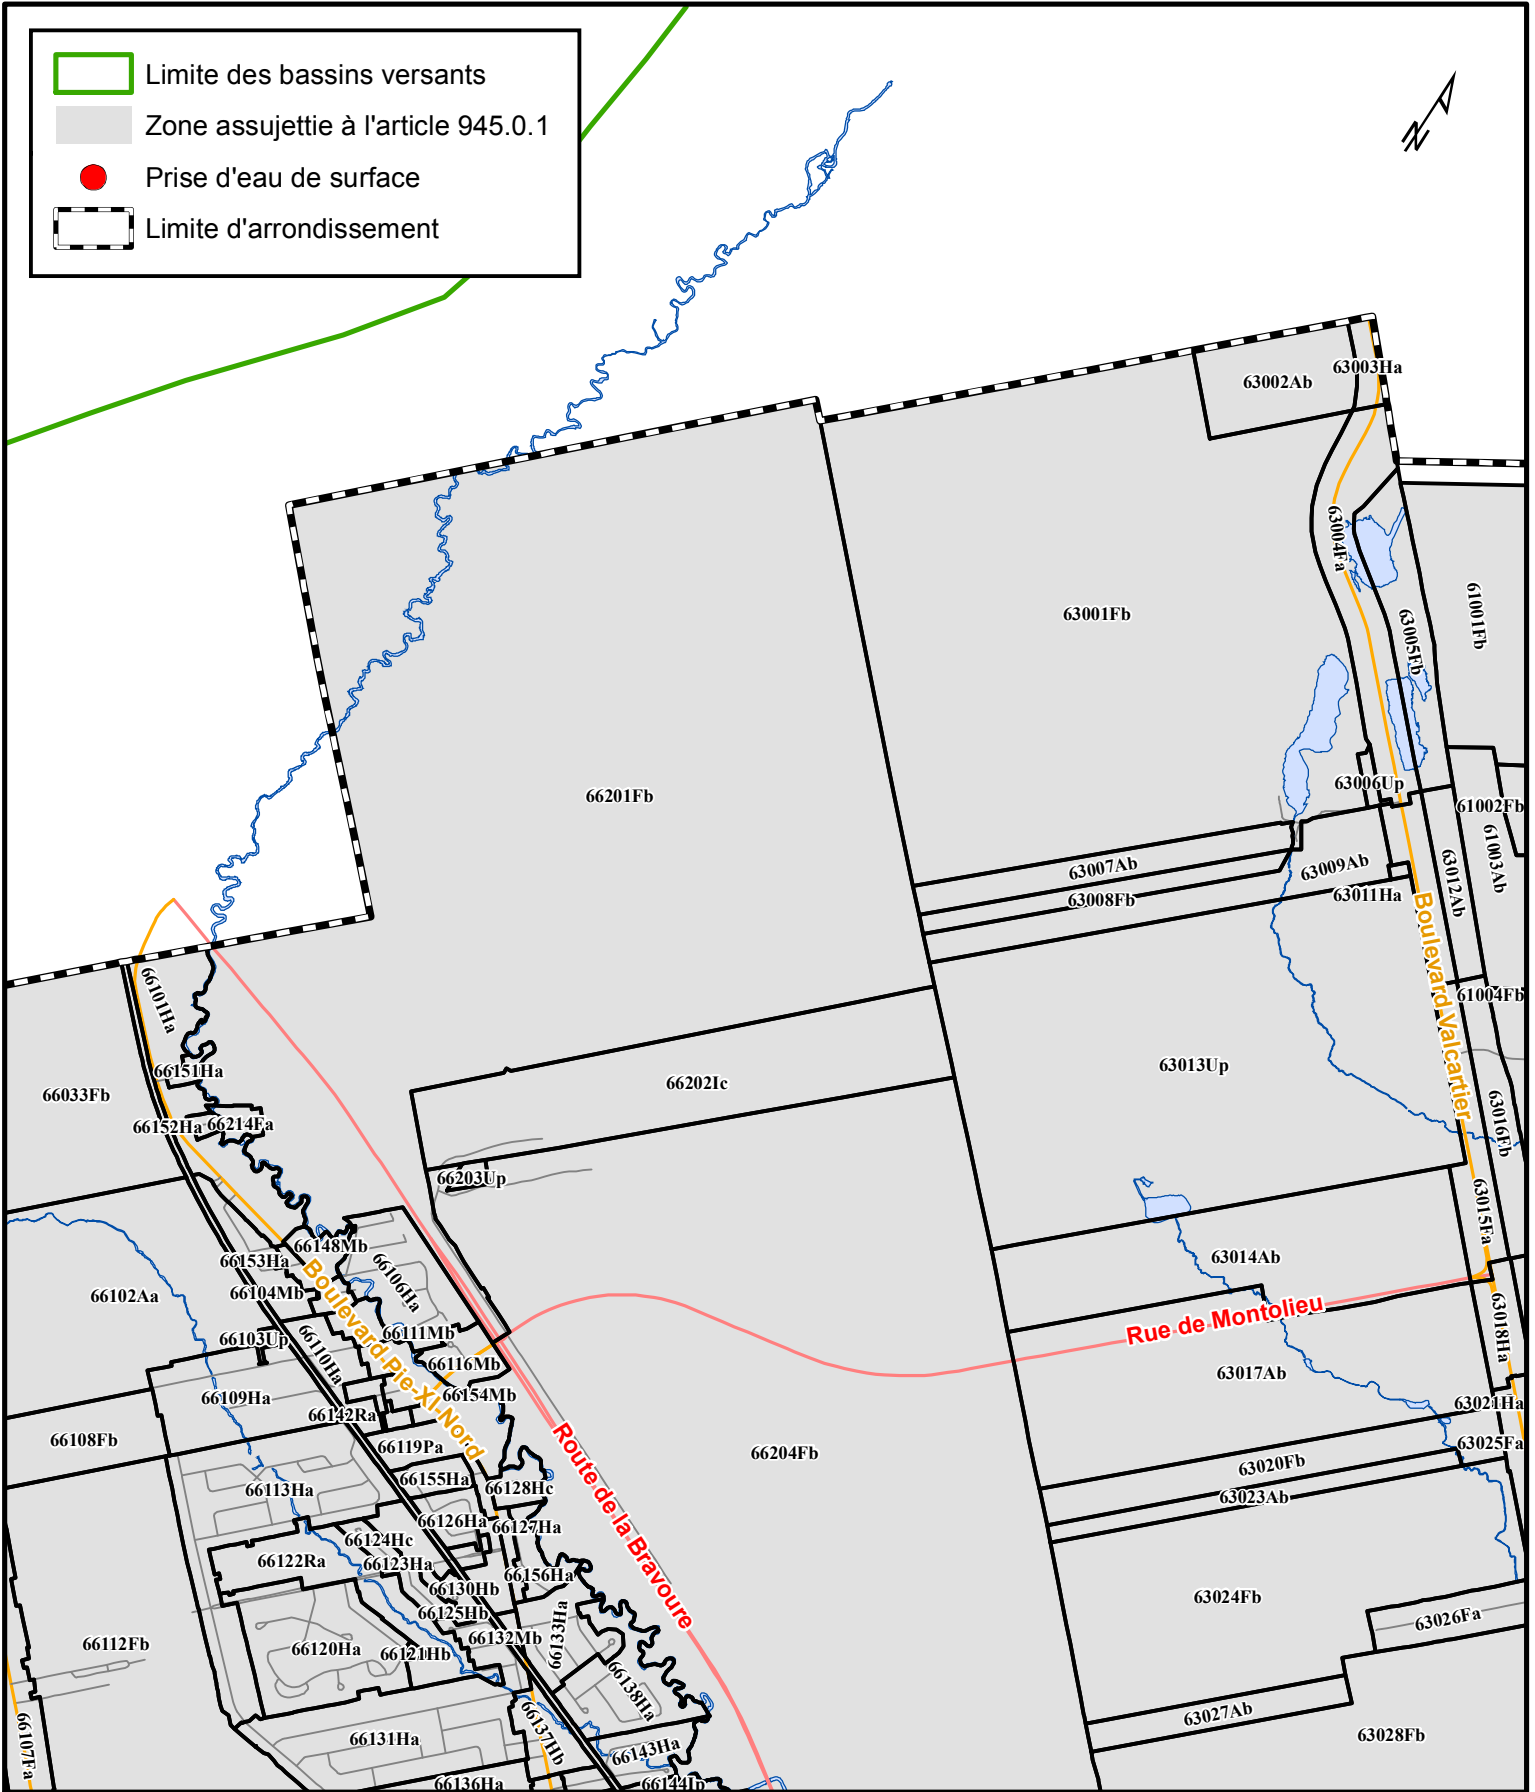 Limite des bassins versants
Zone assujettie à l'article 945.0.1
Prise d'eau de surface
Limite d'arrondissement
N
63003Ha
63002Ab
63004Fa
63001Fb
61001Fb
63005Fb
66201Fb
63006Up
61002Fb
61003Ab
63007Ab
63009Ab
63012Ab
63008Fb
63011Ha
Boulevard Valcartier
66101Ha
61004Fb
66151Ha
66033Fb
66202Ic
63013Up
66152Ha
66214Fa
63016Fb
66203Up
63015Fa
66148Mb
66153Ha
66106Ha
63014Ab
66102Aa
66104Mb
Boulevard Pie-XI-Nord
Rue de Montolieu
63018Ha
66103Up
66110Ha
66111Mb
66116Mb
63017Ab
66109Ha
66154Mb
63021Ha
66142Ra
66108Fb
66119Pa
Route de la Bravoure
66204Fb
63025Fa
66155Ha
63020Fb
66113Ha
66128Hc
63023Ab
66126Ha
66127Ha
66124Hc
66122Ra
66123Ha
66156Ha
66130Hb
63024Fb
66125Hb
63026Fa
66132Mb
66133Ha
66112Fb
66120Ha
66121Hb
66138Ha
63027Ab
66107Fa
66131Ha
66137Hb
63028Fb
66143Ha
66136Ha
66144Ip